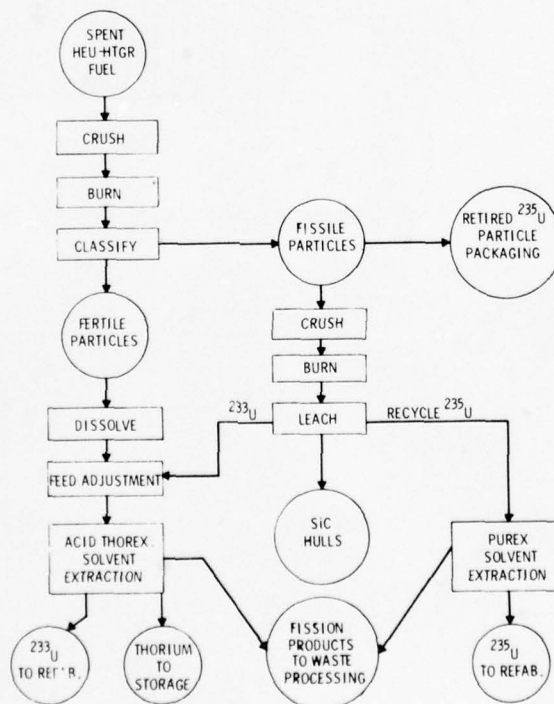 SPENT
HEU-HTGR
FUEL
CRUSH
BURN
CLASSIFY
FISSILE
PARTICLES
RETIRED ²³⁵U
PARTICLE
PACKAGING
FERTILE
PARTICLES
CRUSH
BURN
DISSOLVE
²³³U
LEACH
RECYCLE ²³⁵U
FEED ADJUSTMENT
SiC
HULLS
ACID THOREX
SOLVENT
EXTRACTION
PUREX
SOLVENT
EXTRACTION
²³³U
TO REFAB.
THORIUM
TO
STORAGE
FISSION
PRODUCTS
TO WASTE
PROCESSING
²³⁵U
TO REFAB.